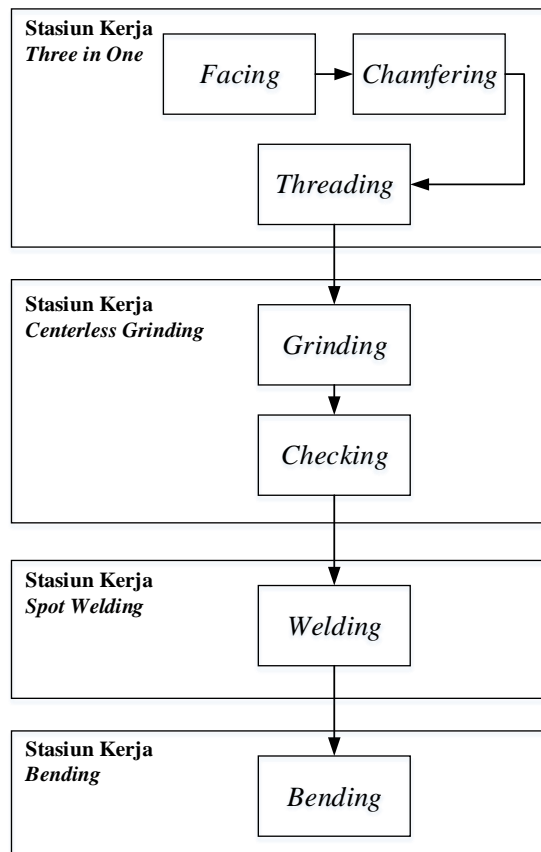 Stasiun Kerja
Three in One
Facing
Chamfering
Threading
Stasiun Kerja
Centerless Grinding
Grinding
Checking
Stasiun Kerja
Spot Welding
Welding
Stasiun Kerja
Bending
Bending